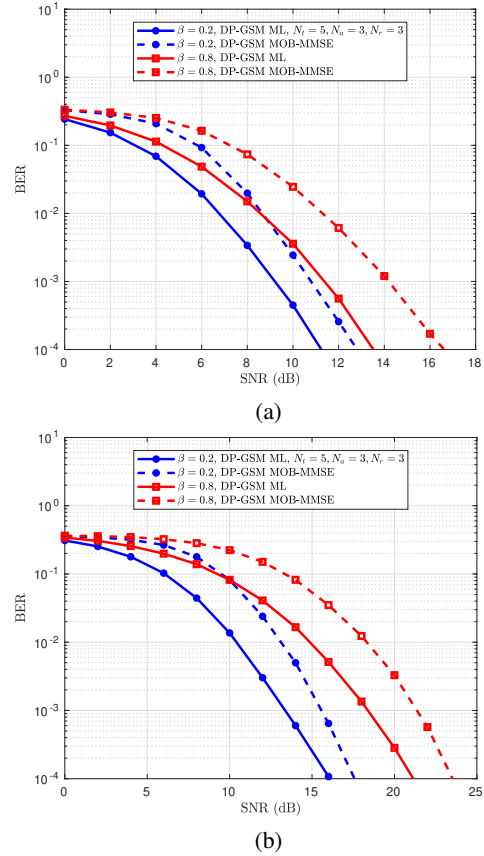 10^1
10^0
10^{-1}
10^{-2}
10^{-3}
10^{-4}
BER
β = 0.2, DP-GSM ML, N_t = 5, N_a = 3, N_r = 3
β = 0.2, DP-GSM MOB-MMSE
β = 0.8, DP-GSM ML
β = 0.8, DP-GSM MOB-MMSE
0 2 4 6 8 10 12 14 16 18
SNR (dB)
(a)
10^1
10^0
10^{-1}
10^{-2}
10^{-3}
10^{-4}
BER
β = 0.2, DP-GSM ML, N_t = 5, N_a = 3, N_r = 3
β = 0.2, DP-GSM MOB-MMSE
β = 0.8, DP-GSM ML
β = 0.8, DP-GSM MOB-MMSE
0 5 10 15 20 25
SNR (dB)
(b)